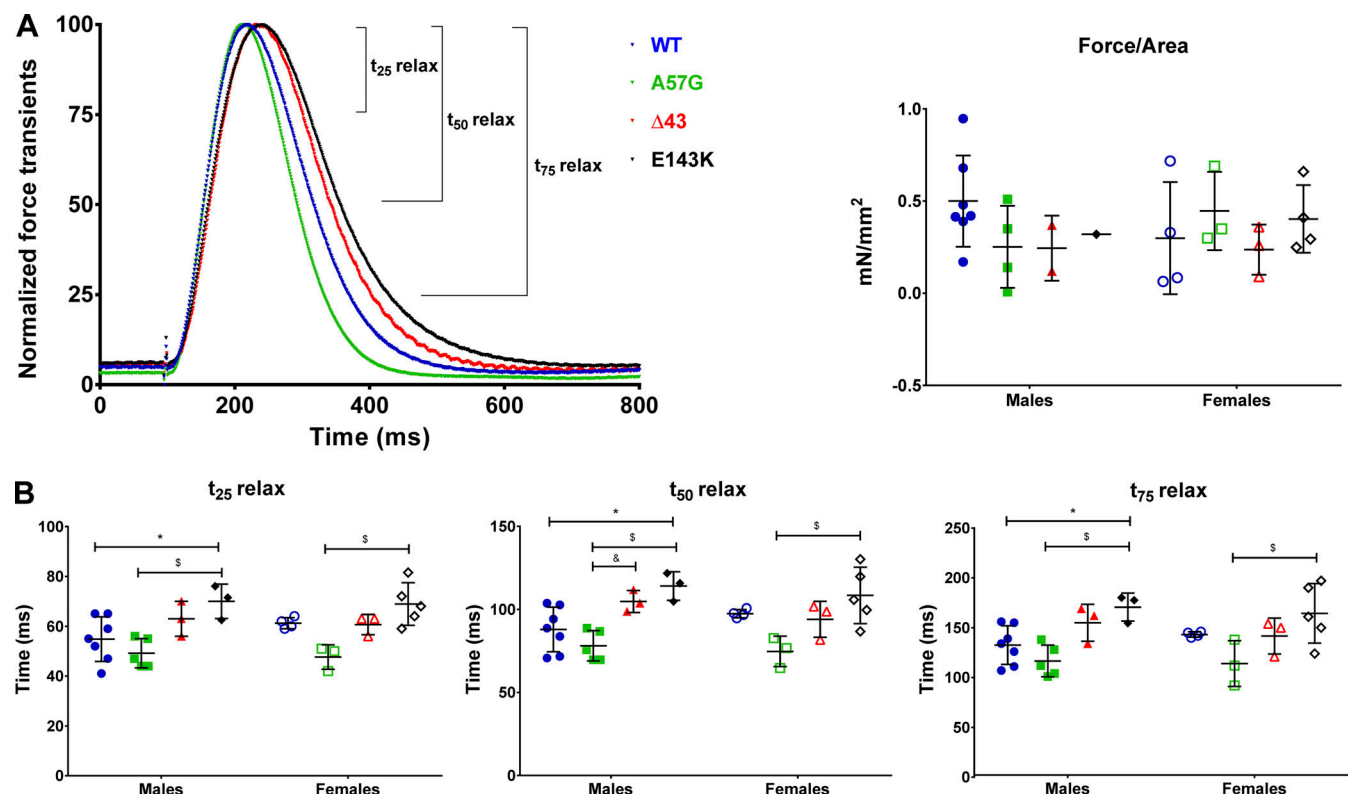 A
Normalized force transients
100
75
50
25
0
0 200 400 600 800
Time (ms)
t25 relax
t50 relax
t75 relax
WT
A57G
Δ43
E143K
Force/Area
mN/mm²
1.0
0.5
0.0
-0.5
Males Females
B
t25 relax
Time (ms)
100
80
60
40
20
0
*
$
$
Males Females
t50 relax
Time (ms)
150
100
50
0
*
$
&
$
Males Females
t75 relax
Time (ms)
250
200
150
100
50
0
*
$
$
Males Females